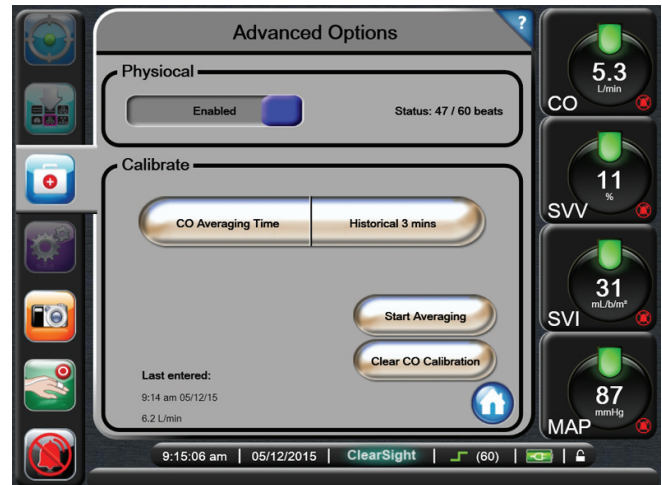 Advanced Options
?
Physiocal
Enabled
Status: 47 / 60 beats
Calibrate
CO Averaging Time
Historical 3 mins
Start Averaging
Clear CO Calibration
Last entered:
9:14 am 05/12/15
6.2 L/min
5.3
L/min
CO
11
%
SVV
31
mL/b/m²
SVI
87
mmHg
MAP
9:15:06 am | 05/12/2015 | ClearSight | (60)